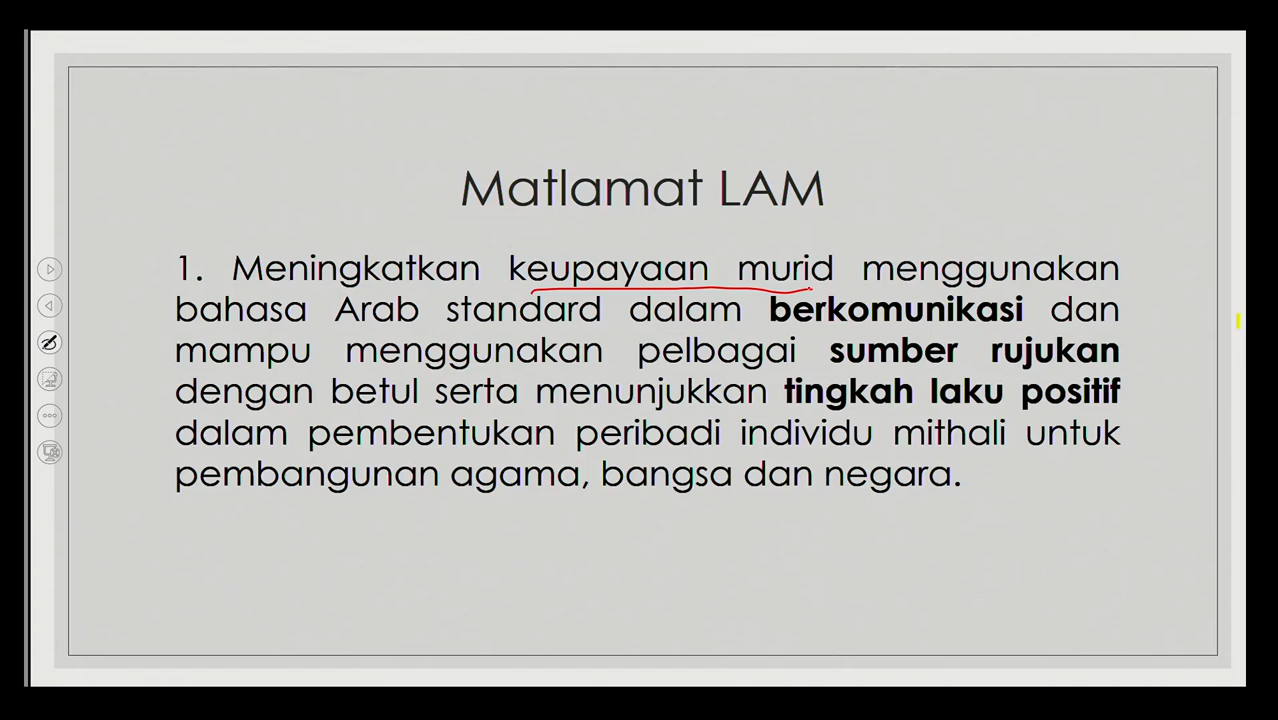 Matlamat LAM
1. Meningkatkan keupayaan murid menggunakan
bahasa Arab standard dalam berkomunikasi dan
mampu menggunakan pelbagai sumber rujukan
dengan betul serta menunjukkan tingkah laku positif
dalam pembentukan peribadi individu mithali untuk
pembangunan agama, bangsa dan negara.